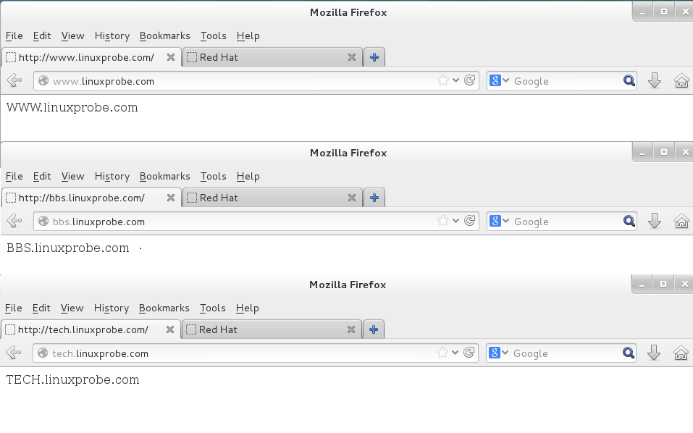 Mozilla Firefox
File Edit View History Bookmarks Tools Help
http://www.linuxprobe.com/ Red Hat
www.linuxprobe.com Google
WWW.linuxprobe.com
Mozilla Firefox
File Edit View History Bookmarks Tools Help
http://bbs.linuxprobe.com/ Red Hat
bbs.linuxprobe.com Google
BBS.linuxprobe.com
Mozilla Firefox
File Edit View History Bookmarks Tools Help
http://tech.linuxprobe.com/ Red Hat
tech.linuxprobe.com Google
TECH.linuxprobe.com